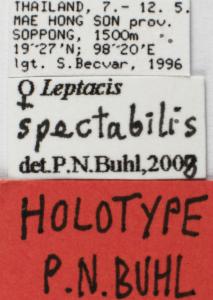 THAILAND, 7.- 12. 5.
MAE HONG SON prov.
SOPPONG, 1500m
19°27'N; 98°20'E
lgt. S.Becvar, 1996
♀ Leptacis
spectabilis
det.P.N.Buhl,2008
HOLOTYPE
P.N.BUHL